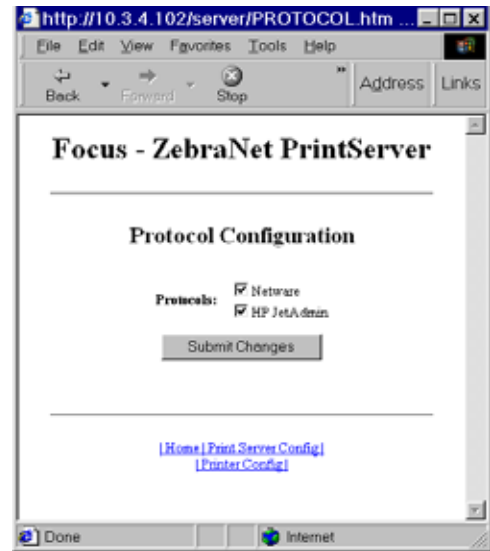 http://10.3.4.102/server/PROTOCOL.htm ...
File Edit View Favorites Tools Help
Back Forward Stop » Address Links
Focus - ZebraNet PrintServer
Protocol Configuration
Protocols: Netware
HP JetAdmin
Submit Changes
| Home | Print Server Config |
| Printer Config |
Done Internet